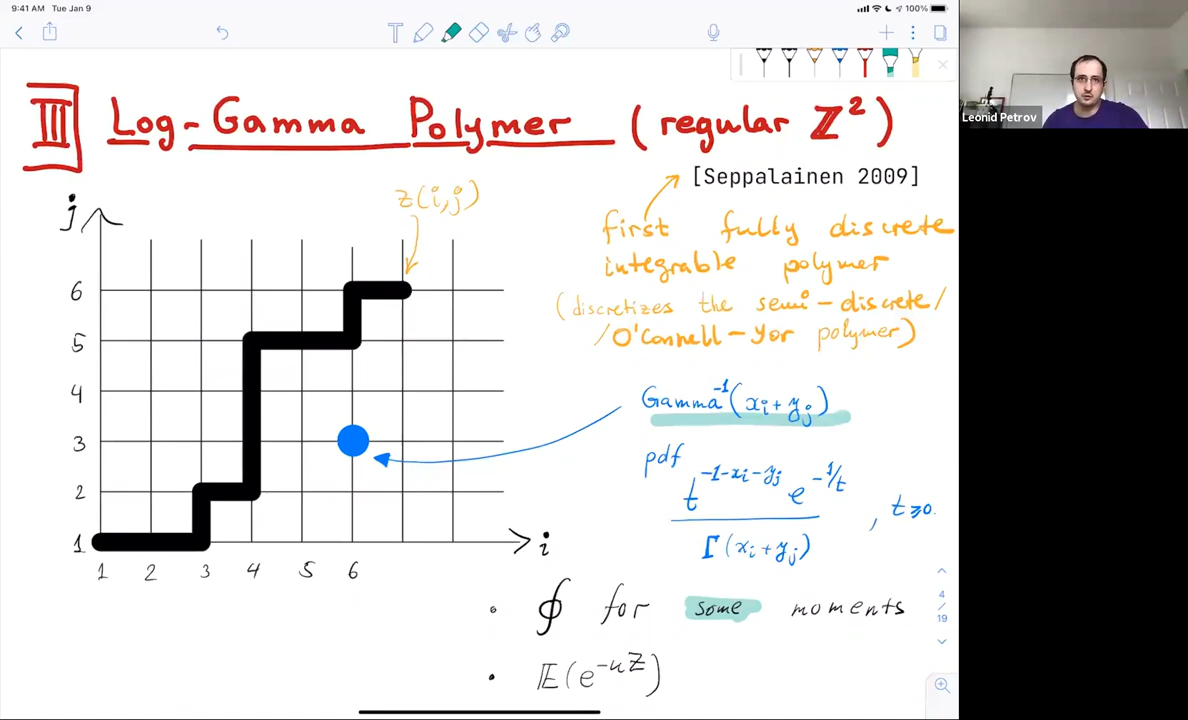 9:41 AM Tue Jan 9
100%
III Log-Gamma Polymer (regular ℤ²)
[Seppalainen 2009]
first fully discrete
integrable polymer
(discretizes the semi-discrete/
/O'Connell-Yor polymer)
j
z(i,j)
6
5
4
3
2
1
1 2 3 4 5 6
i
Gamma⁻¹(xᵢ+yⱼ)
pdf
t^(-1-xᵢ-yⱼ) e^(-1/t)
Γ(xᵢ+yⱼ)
, t⩾0.
• ∮ for some moments
• 𝔼(e^(-uZ))
4
/
19
Leonid Petrov